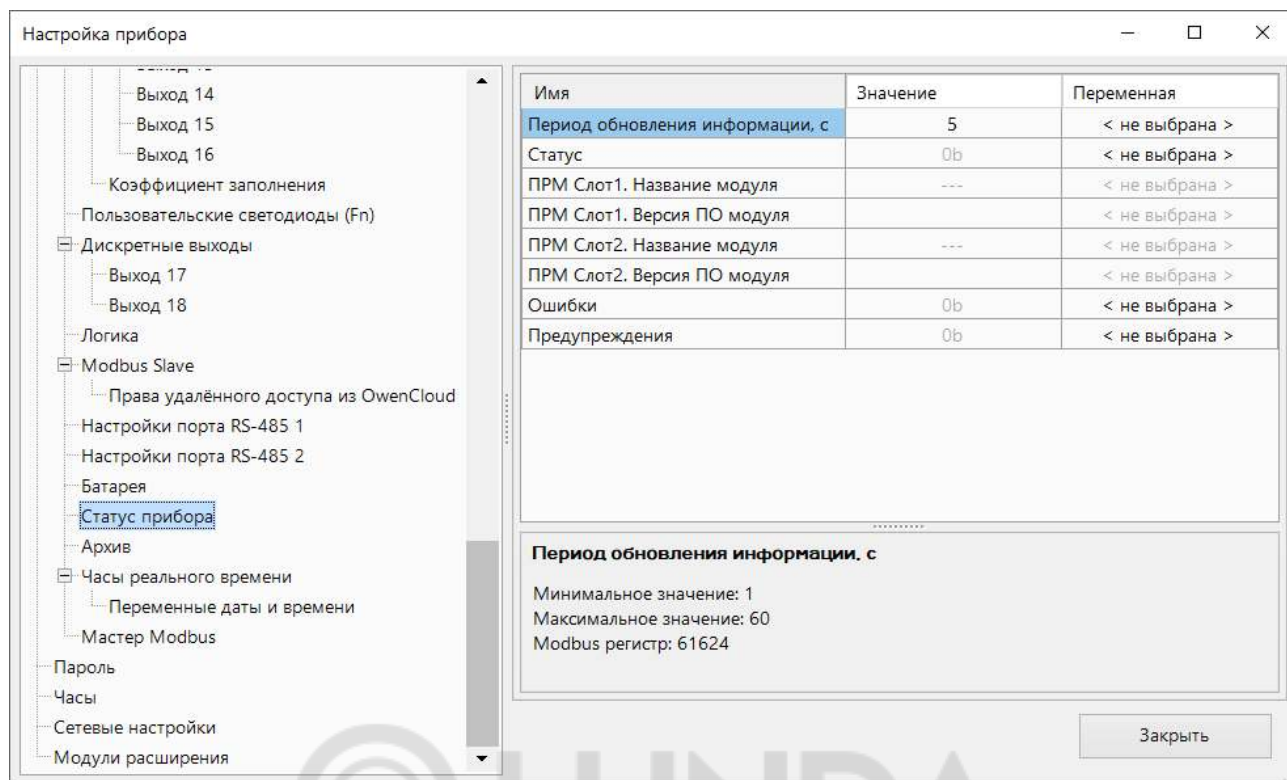 Настройка прибора
Выход 14
Выход 15
Выход 16
Коэффициент заполнения
Пользовательские светодиоды (Fn)
Дискретные выходы
Выход 17
Выход 18
Логика
Modbus Slave
Права удалённого доступа из OwenCloud
Настройки порта RS-485 1
Настройки порта RS-485 2
Батарея
Статус прибора
Архив
Часы реального времени
Переменные даты и времени
Мастер Modbus
Пароль
Часы
Сетевые настройки
Модули расширения
Имя Значение Переменная
Период обновления информации, с 5 < не выбрана >
Статус 0b < не выбрана >
ПРМ Слот1. Название модуля --- < не выбрана >
ПРМ Слот1. Версия ПО модуля < не выбрана >
ПРМ Слот2. Название модуля --- < не выбрана >
ПРМ Слот2. Версия ПО модуля < не выбрана >
Ошибки 0b < не выбрана >
Предупреждения 0b < не выбрана >
Период обновления информации, с
Минимальное значение: 1
Максимальное значение: 60
Modbus регистр: 61624
Закрыть